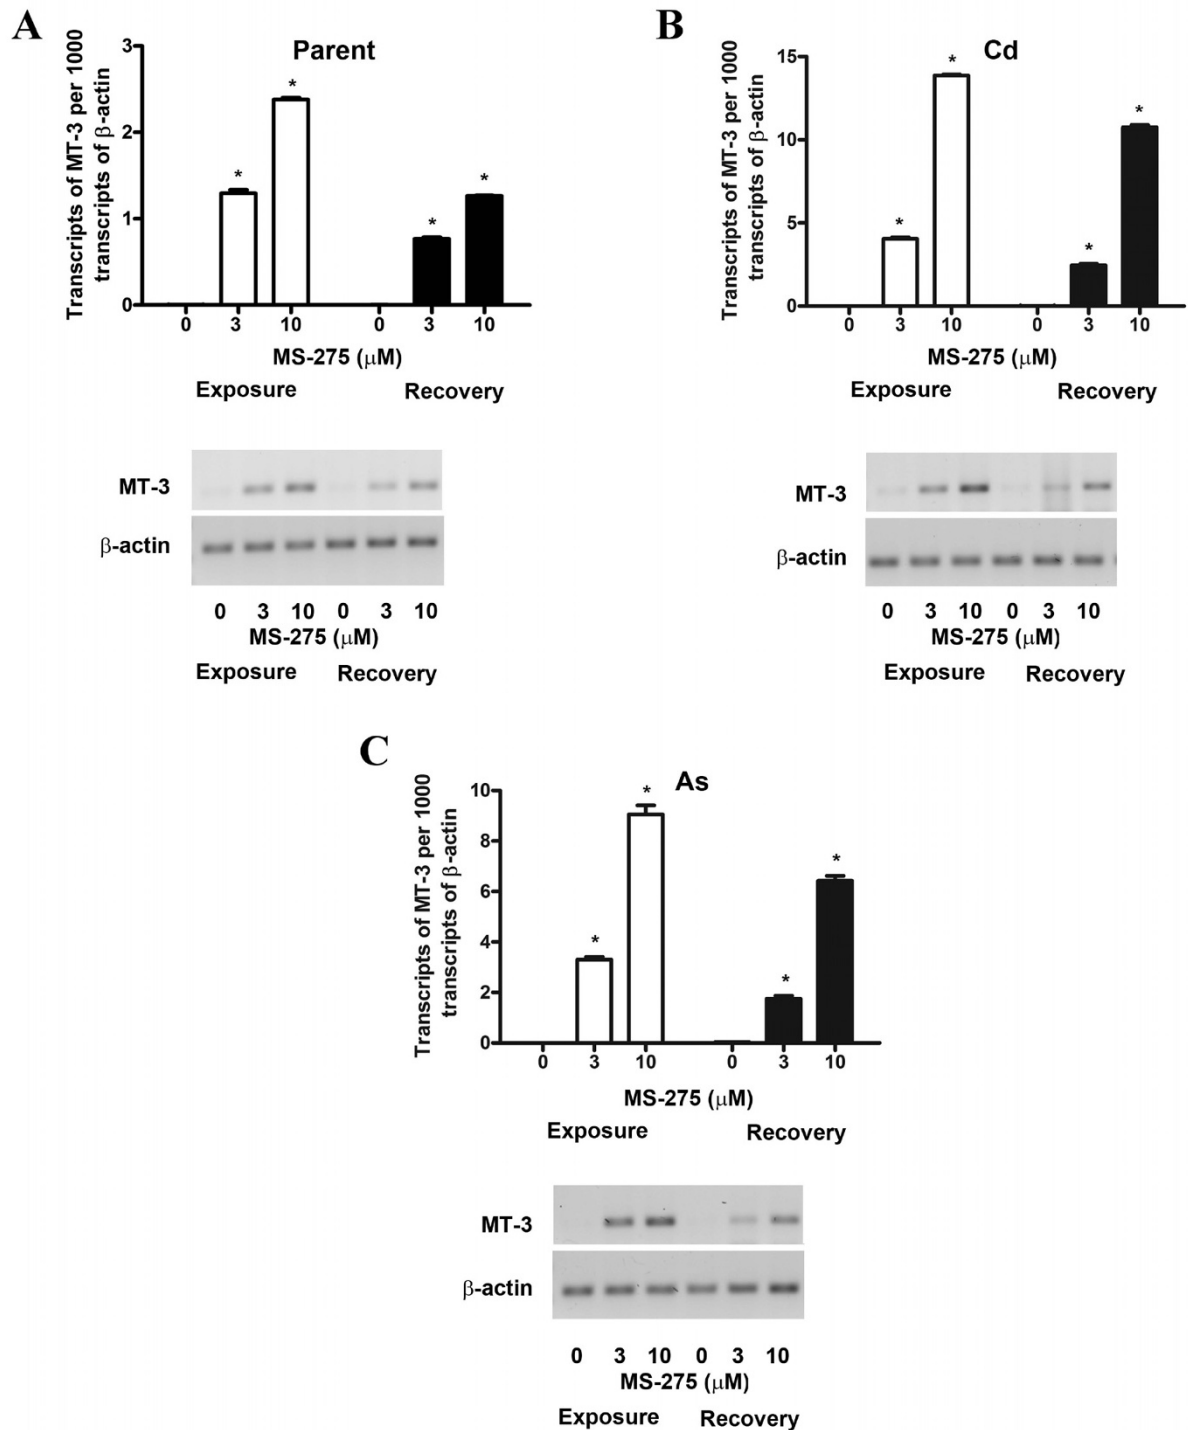 A
Parent
Transcripts of MT-3 per 1000
transcripts of β-actin
3
2
1
0
*
*
*
*
0 3 10 0 3 10
MS-275 (μM)
Exposure Recovery
MT-3
β-actin
0 3 10 0 3 10
MS-275 (μM)
Exposure Recovery
B
Cd
Transcripts of MT-3 per 1000
transcripts of β-actin
15
10
5
0
*
*
*
*
0 3 10 0 3 10
MS-275 (μM)
Exposure Recovery
MT-3
β-actin
0 3 10 0 3 10
MS-275 (μM)
Exposure Recovery
C
As
Transcripts of MT-3 per 1000
transcripts of β-actin
10
8
6
4
2
0
*
*
*
*
0 3 10 0 3 10
MS-275 (μM)
Exposure Recovery
MT-3
β-actin
0 3 10 0 3 10
MS-275 (μM)
Exposure Recovery